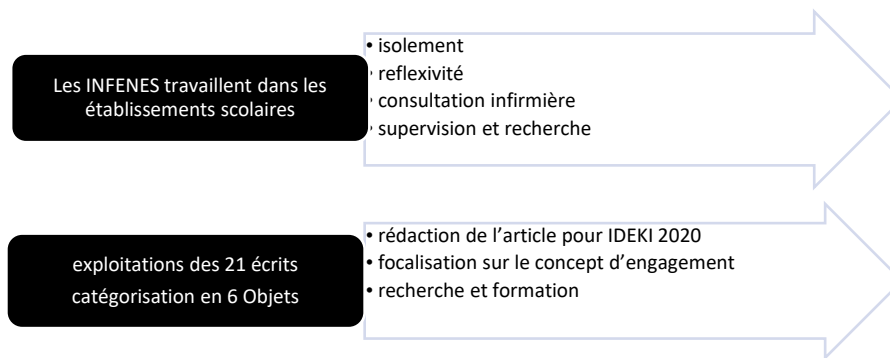 Les INFENES travaillent dans les
établissements scolaires
• isolement
• reflexivité
• consultation infirmière
• supervision et recherche
exploitations des 21 écrits
catégorisation en 6 Objets
• rédaction de l’article pour IDEKI 2020
• focalisation sur le concept d’engagement
• recherche et formation